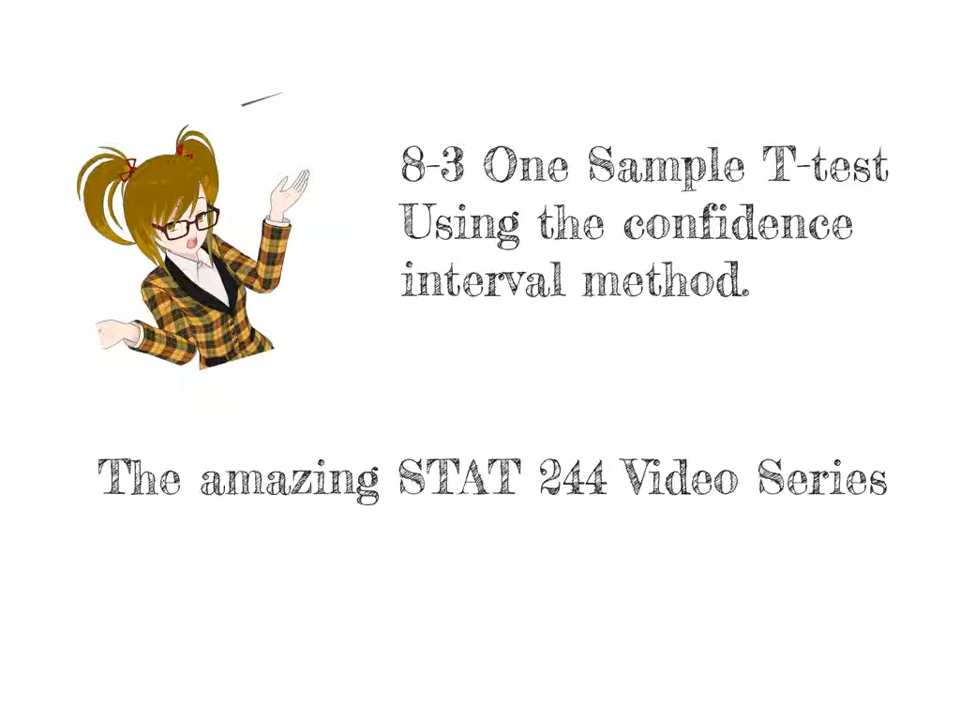 8-3 One Sample T-test
Using the confidence
interval method.
The amazing STAT 244 Video Series